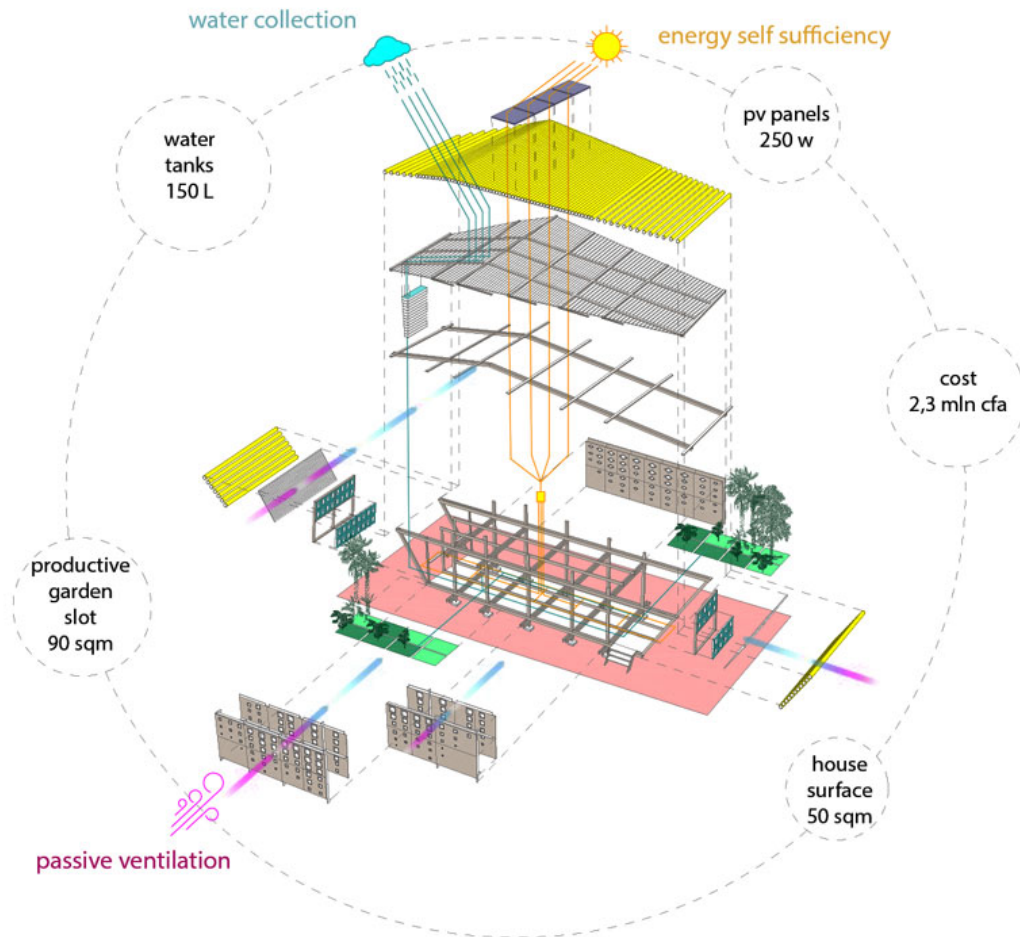 water collection
energy self sufficiency
water
tanks
150 L
pv panels
250 w
cost
2,3 mln cfa
productive
garden
slot
90 sqm
house
surface
50 sqm
passive ventilation